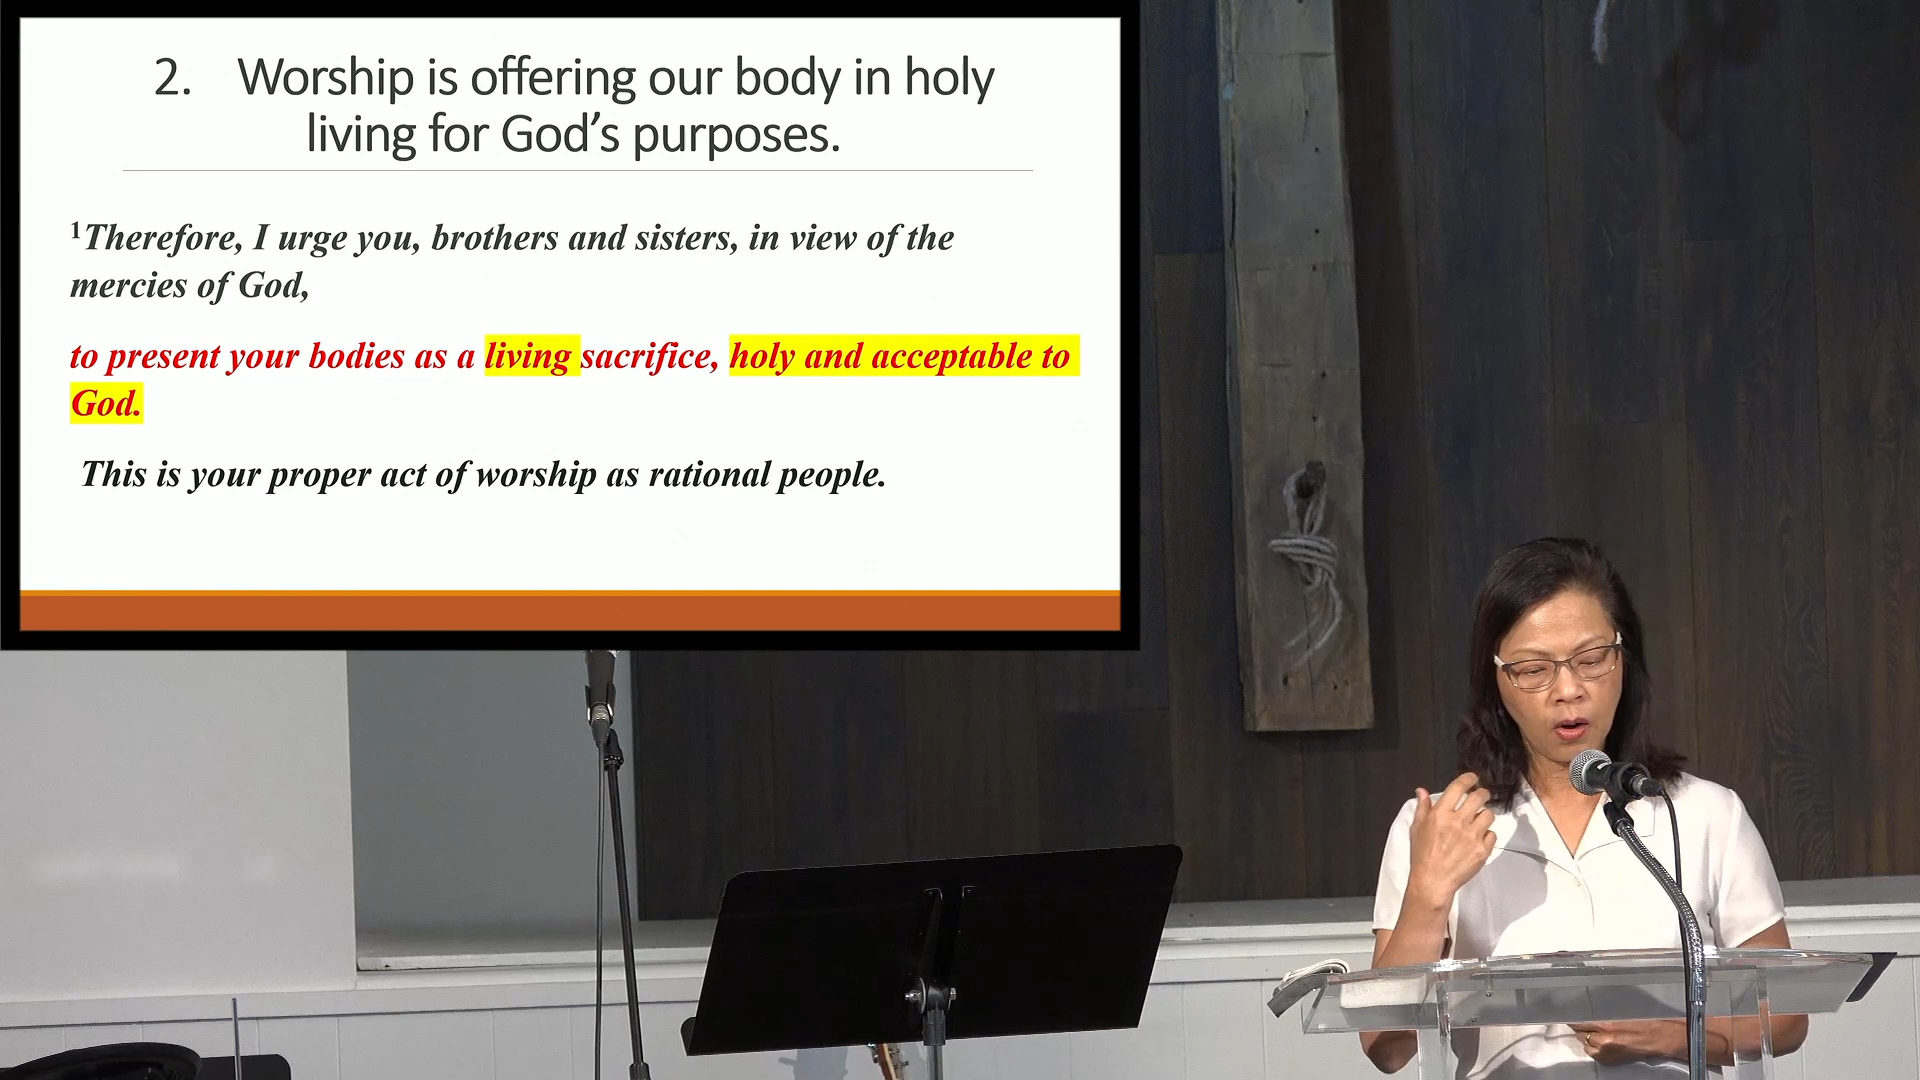 2. Worship is offering our body in holy
living for God’s purposes.
1Therefore, I urge you, brothers and sisters, in view of the
mercies of God,
to present your bodies as a living sacrifice, holy and acceptable to
God.
This is your proper act of worship as rational people.